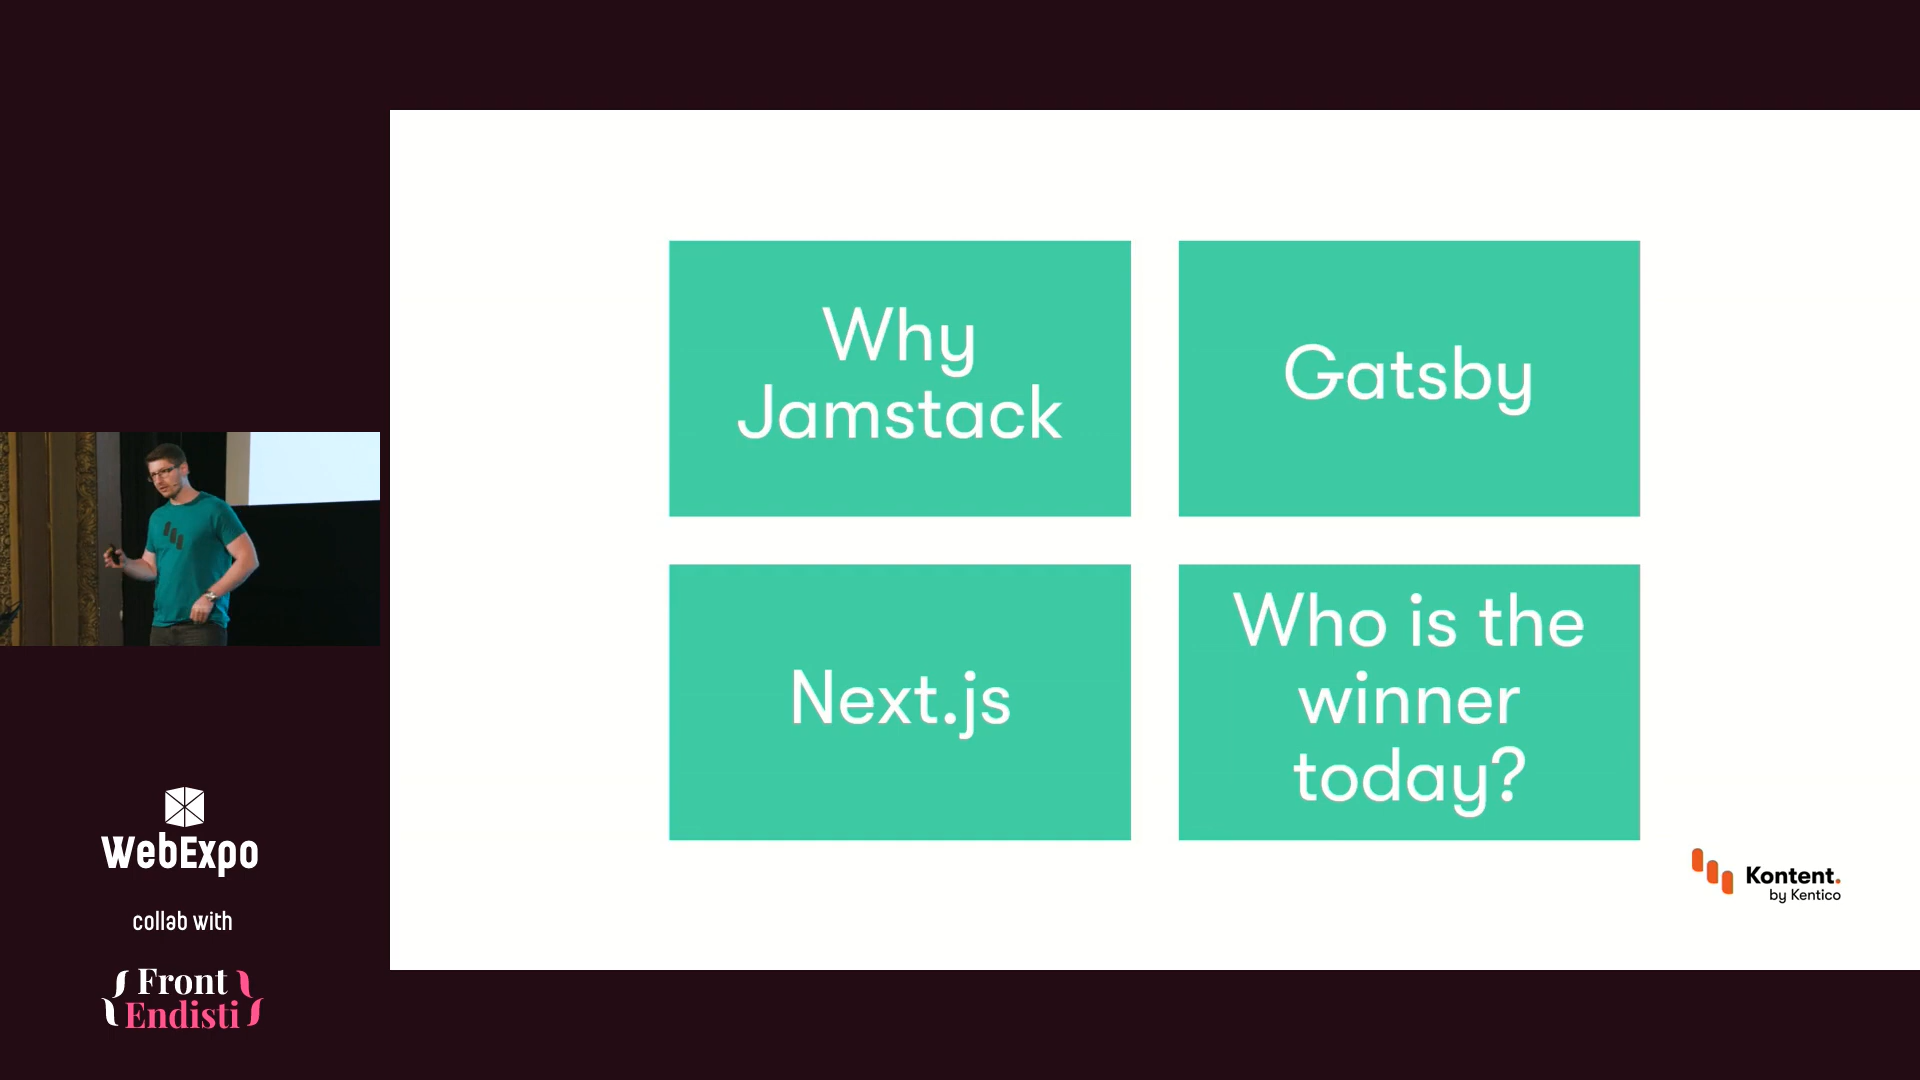 Why
Jamstack
Gatsby
Next.js
Who is the
winner
today?
Kontent.
by Kentico
WebExpo
collab with
{Front
Endisti}